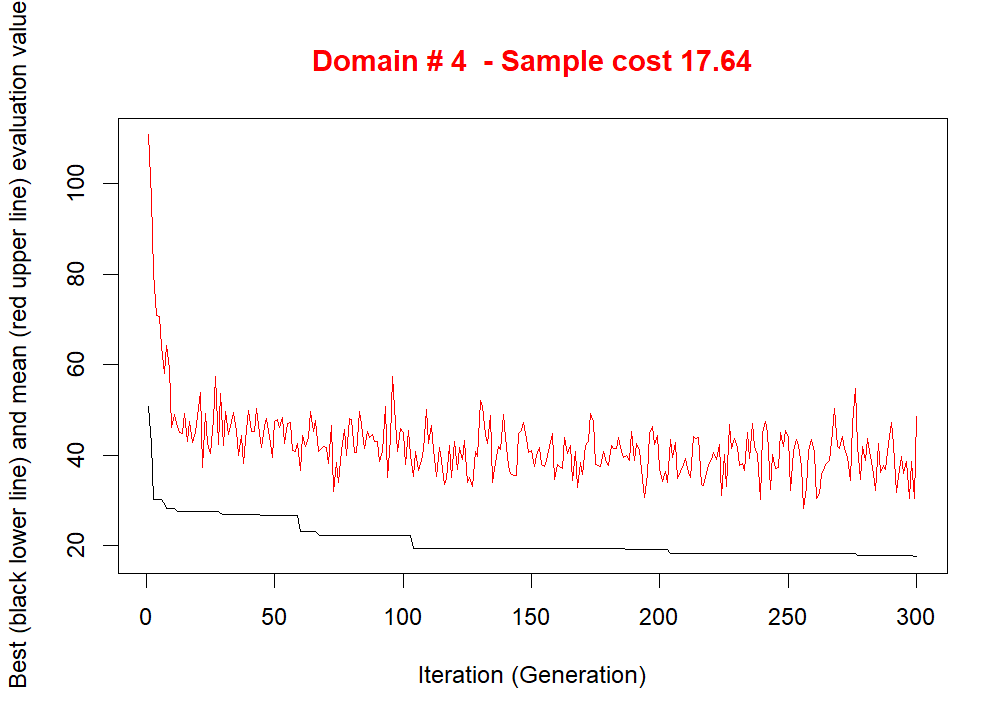 Domain # 4  - Sample cost 17.64
Best (black lower line) and mean (red upper line) evaluation value
100
80
60
40
20
0 50 100 150 200 250 300
Iteration (Generation)